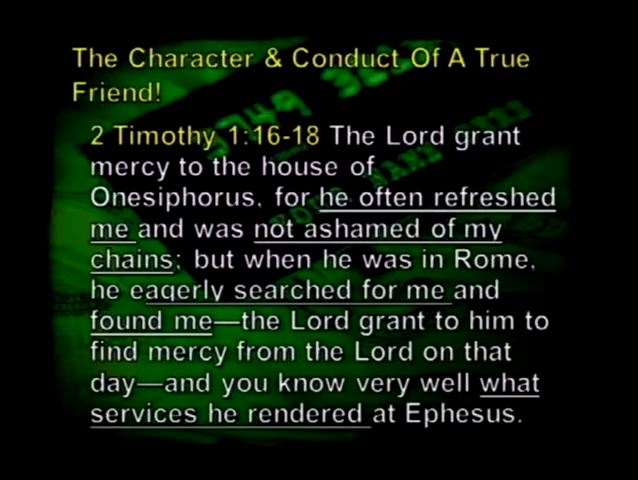 The Character & Conduct Of A True
Friend!
2 Timothy 1:16-18 The Lord grant
mercy to the house of
Onesiphorus, for he often refreshed
me and was not ashamed of my
chains; but when he was in Rome,
he eagerly searched for me and
found me—the Lord grant to him to
find mercy from the Lord on that
day—and you know very well what
services he rendered at Ephesus.